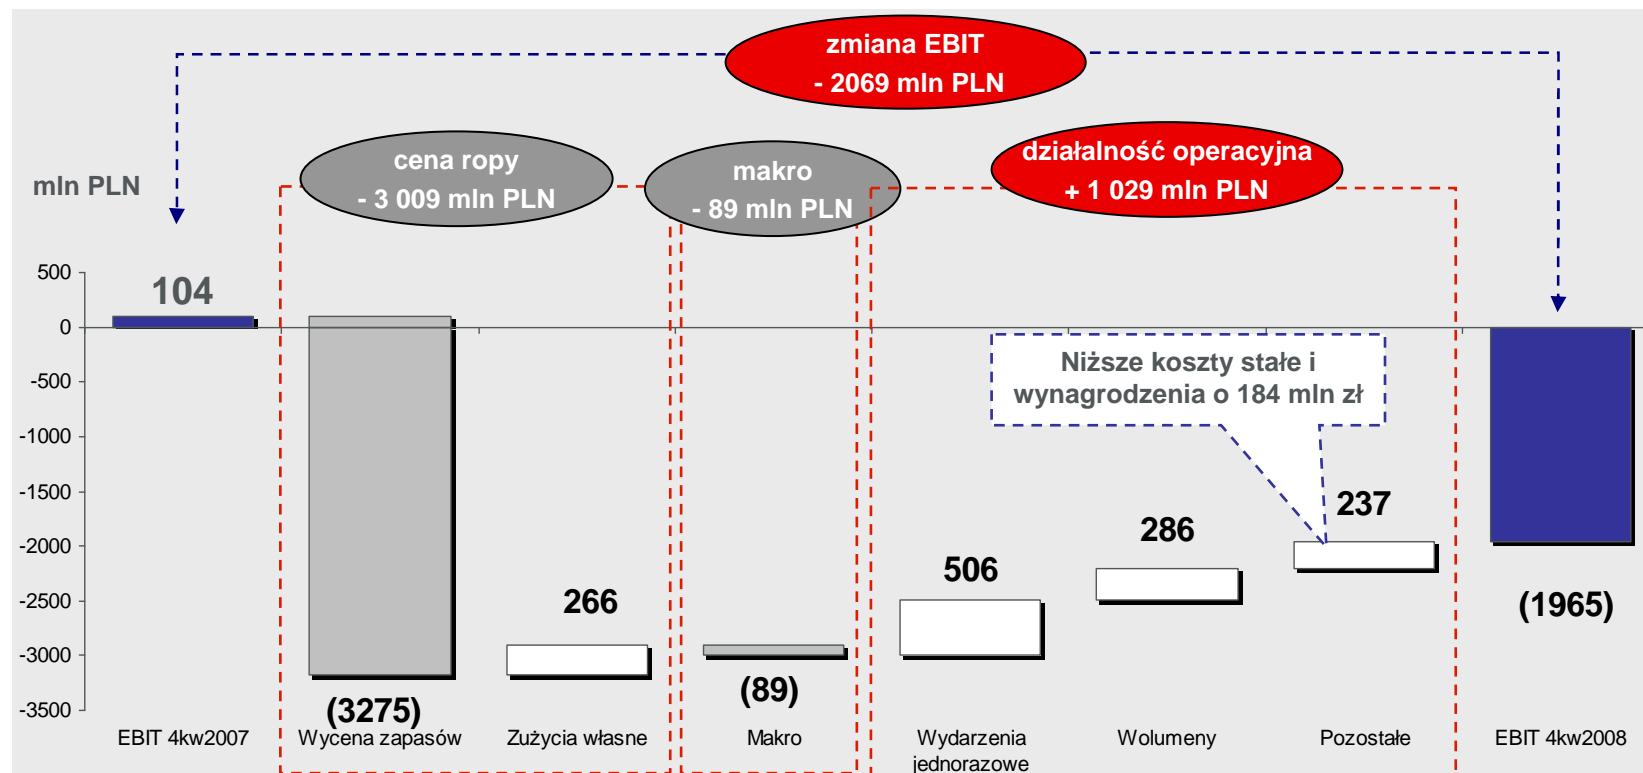 zmiana EBIT
- 2069 mln PLN
cena ropy
- 3 009 mln PLN
makro
- 89 mln PLN
działalność operacyjna
+ 1 029 mln PLN
mln PLN
500
0
-500
-1000
-1500
-2000
-2500
-3000
-3500
104
(3275)
266
(89)
506
286
237
(1965)
Niższe koszty stałe i
wynagrodzenia o 184 mln zł
EBIT 4kw2007
Wycena zapasów
Zużycia własne
Makro
Wydarzenia
jednorazowe
Wolumeny
Pozostałe
EBIT 4kw2008